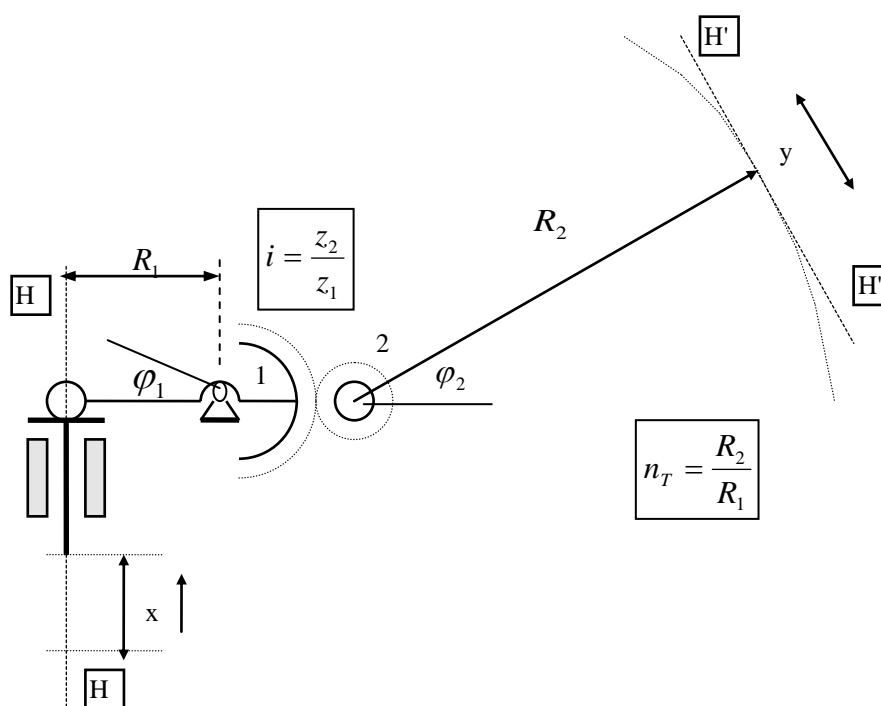 H'
y
R₂
i = z₂/z₁
R₁
H
H'
2
φ₁
1
φ₂
n_T = R₂/R₁
x
H